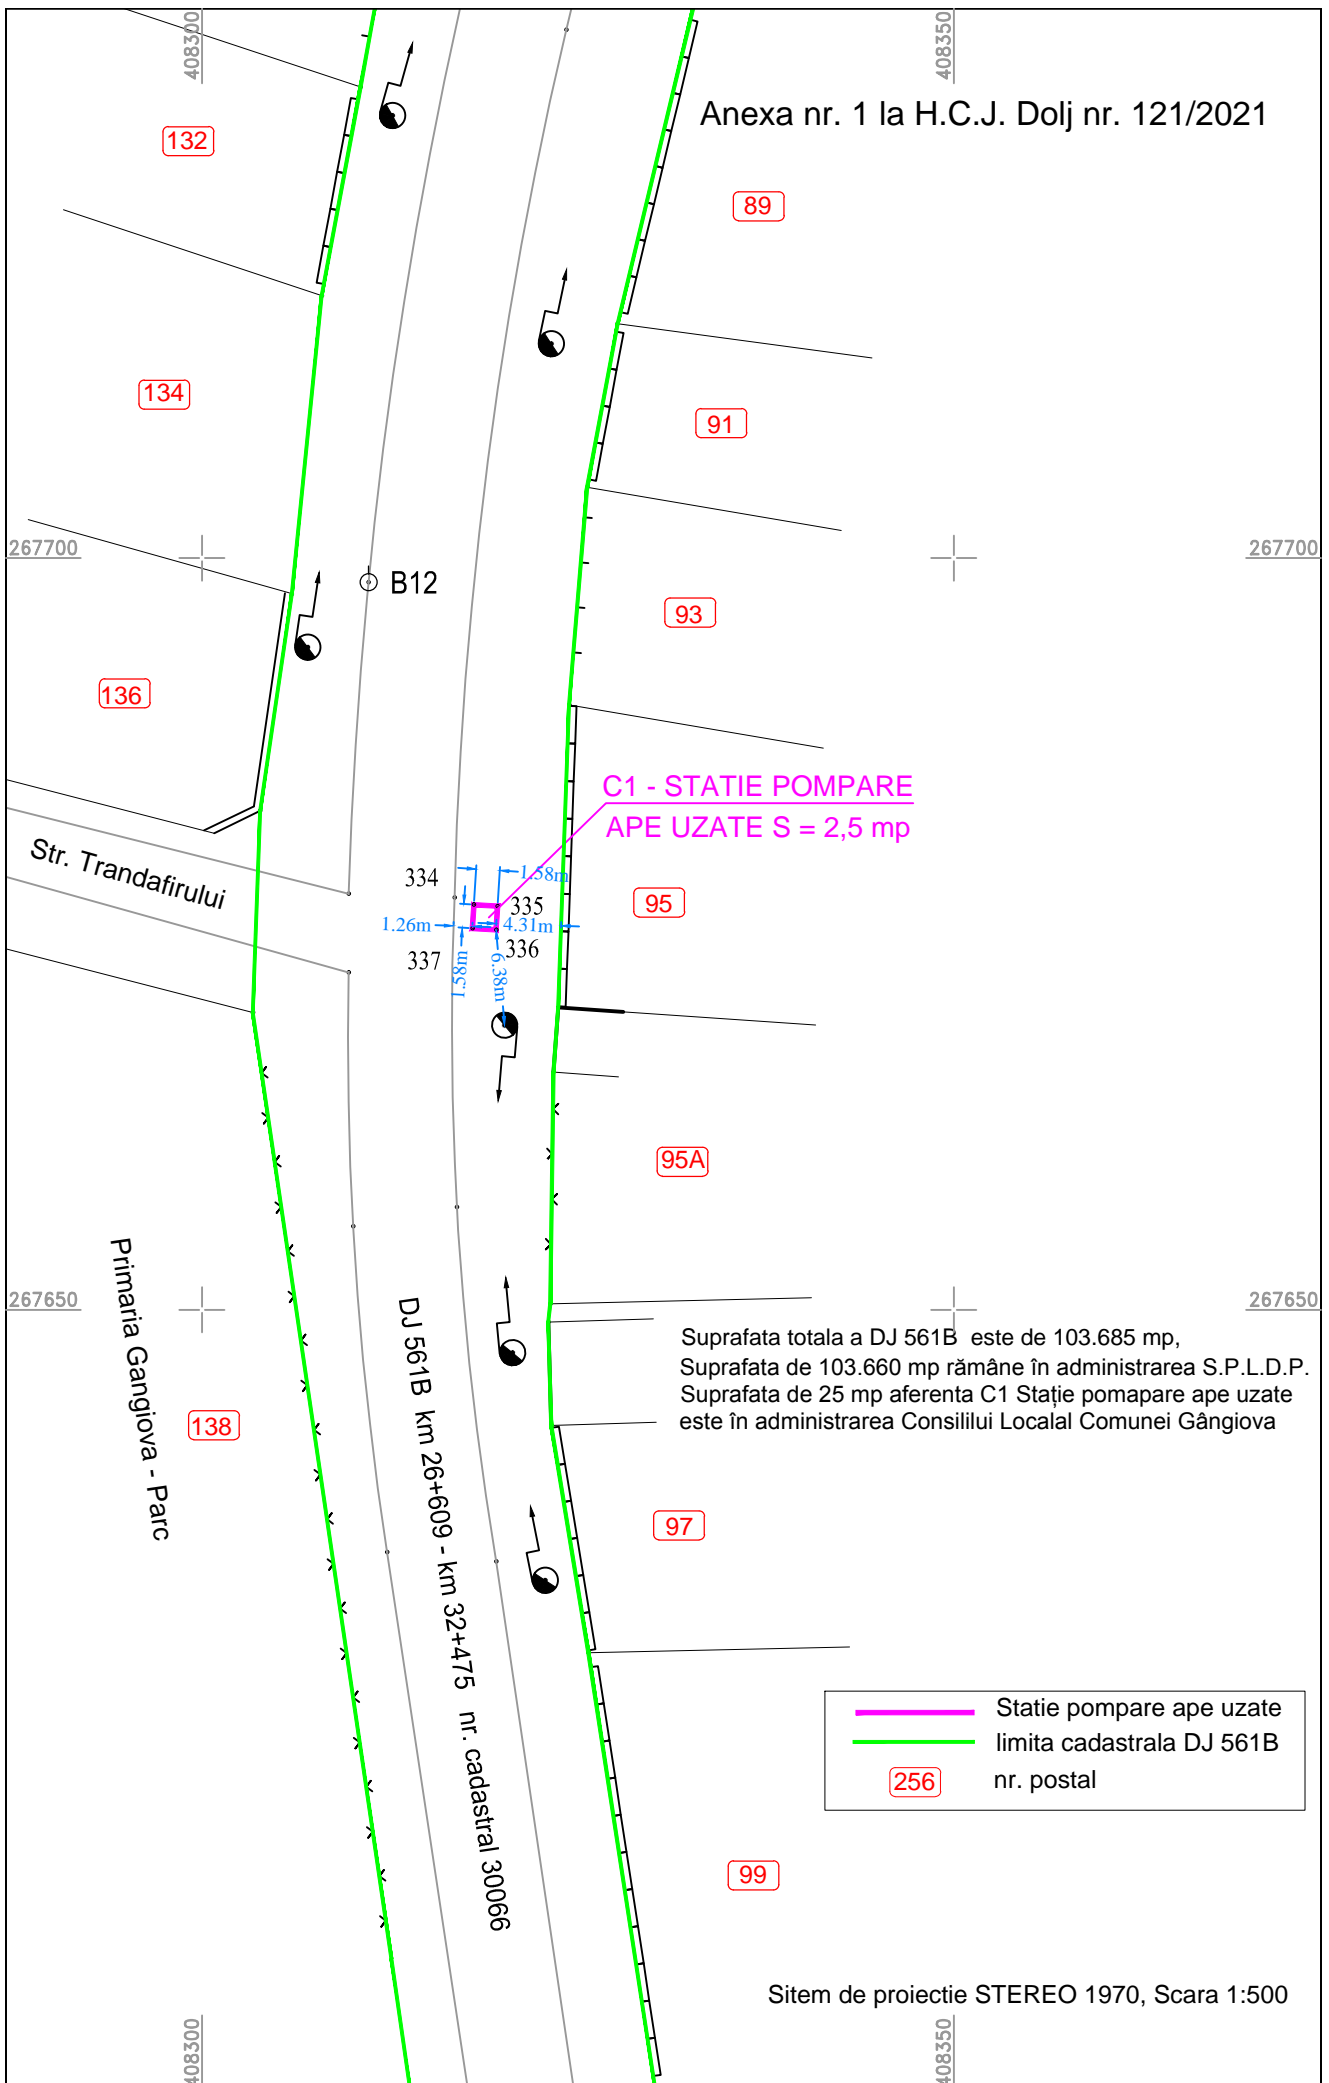 408300
408350
Anexa nr. 1 la H.C.J. Dolj nr. 121/2021
132
89
134
91
267700
267700
B12
93
136
C1 - STATIE POMPARE
APE UZATE S = 2,5 mp
Str. Trandafirului
334
1.58m
335
95
1.26m
4.31m
336
337
1.58m
6.38m
95A
Primaria Gangiova - Parc
267650
267650
DJ 561B km 26+609 - km 32+475 nr. cadastral 30066
Suprafata totala a DJ 561B este de 103.685 mp,
Suprafata de 103.660 mp rămâne în administrarea S.P.L.D.P.
Suprafata de 25 mp aferenta C1 Stație pomapare ape uzate
este în administrarea Consiliului Localal Comunei Gângiova
138
97
Statie pompare ape uzate
limita cadastrala DJ 561B
256
nr. postal
99
Sitem de proiectie STEREO 1970, Scara 1:500
408300
408350